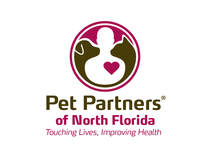 Pet Partners®
of North Florida
Touching Lives, Improving Health